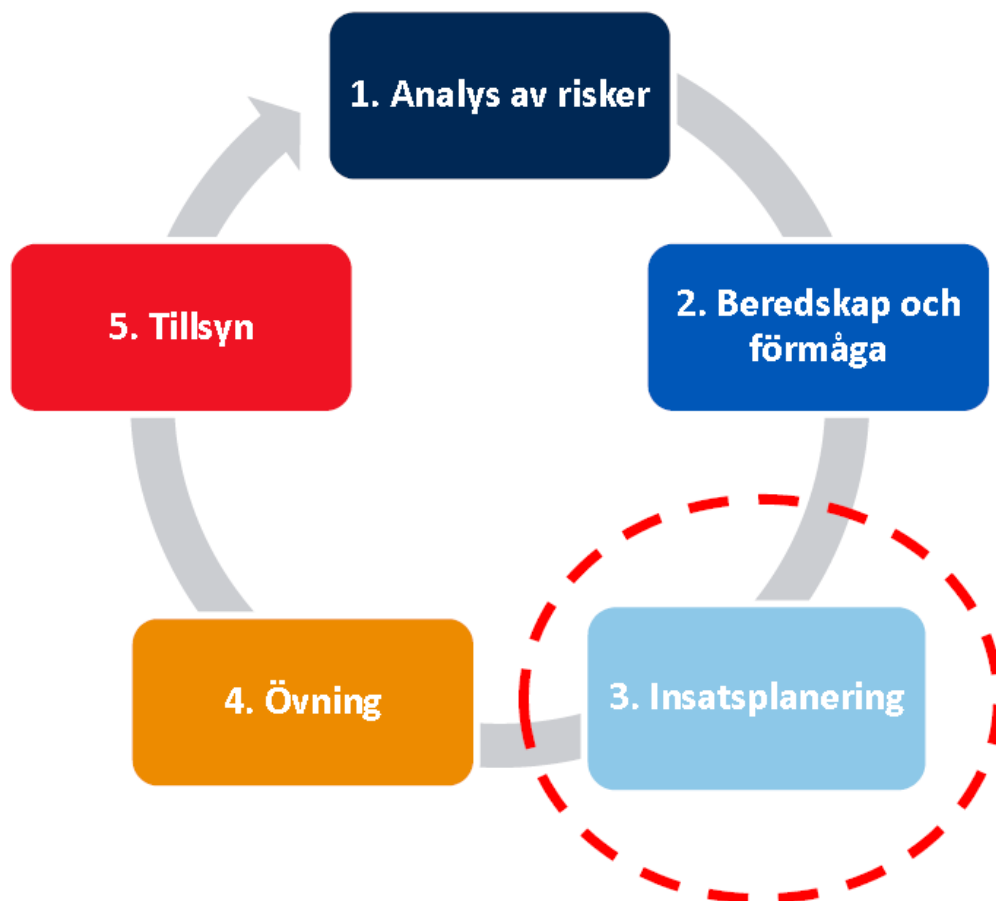 1. Analys av risker
2. Beredskap och
förmåga
3. Insatsplanering
4. Övning
5. Tillsyn